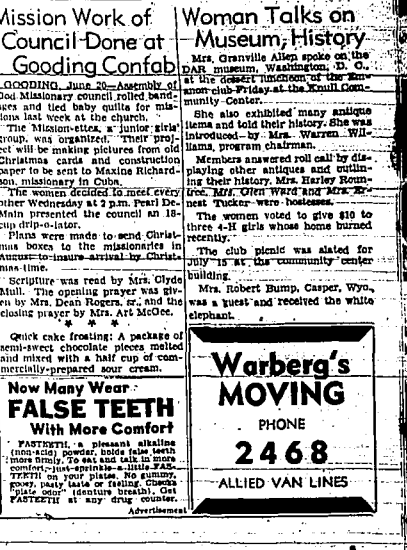 Mission Work of
Council Done at
Gooding Confab
GOODING, June 20—Assembly of
God Missionary council rolled band-
ages and tied baby quilts for mis-
sions last week at the church.
The Mission-ettes, a junior girls'
group, was organized. Their proj-
ect will be making pictures from old
Christmas cards and construction
paper to be sent to Maxine Richard-
son, missionary in Cuba.
The women decided to meet every
other Wednesday at 2 p.m. Pearl De-
Main presented the council an 18-
cup drip-o-lator.
Plans were made to send Christ-
mas boxes to the missionaries in
August to insure arrival by Christ-
mas time.
Scripture was read by Mrs. Clyde
Mull. The opening prayer was giv-
en by Mrs. Dean Rogers, sr., and the
closing prayer by Mrs. Art McGee.
* * *
Quick cake frosting: A package of
semi-sweet chocolate pieces melted
and mixed with a half cup of com-
mercially-prepared sour cream.
Now Many Wear
FALSE TEETH
With More Comfort
FASTEETH, a pleasant alkaline
(non-acid) powder, holds false teeth
more firmly. To eat and talk in more
comfort, just sprinkle a little FAS-
TEETH on your plates. No gummy,
gooey, pasty taste or feeling. Checks
"plate odor" (denture breath). Get
FASTEETH at any drug counter.
Advertisement
Woman Talks on
Museum, History
Mrs. Granville Allen spoke on the
DAR museum, Washington, D. C.,
at the dessert luncheon of the
club Friday at the Knull Com-
munity Center.
She also exhibited many antique
items and told their history. She was
introduced by Mrs. Warren Wil-
liams, program chairman.
Members answered roll call by dis-
playing other antiques and outlin-
ing their history. Mrs. Harley Roun-
tree, Mrs. Glen Ward and Mrs. Er-
nest Tucker were hostesses.
The women voted to give $10 to
three 4-H girls whose home burned
recently.
The club picnic was slated for
July 15 at the community center
building.
Mrs. Robert Bump, Casper, Wyo.,
was a guest and received the white
elephant.
Warberg's
MOVING
PHONE
2468
ALLIED VAN LINES